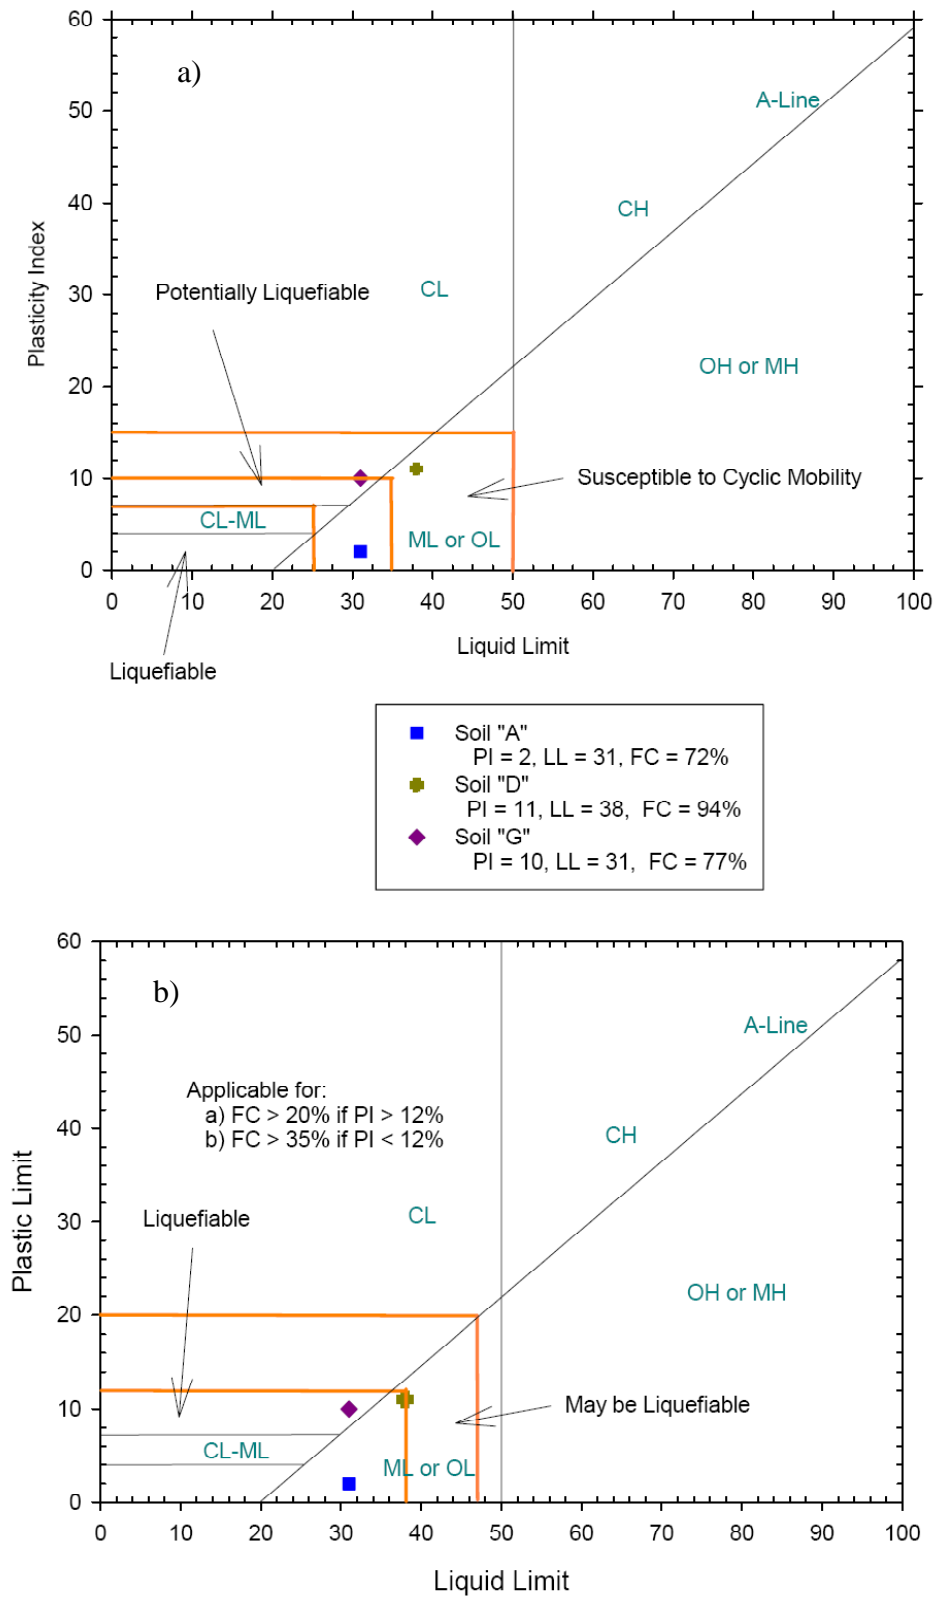 60
a)
A-Line
50
40
CH
Plasticity Index
Potentially Liquefiable
30
CL
20
OH or MH
10
Susceptible to Cyclic Mobility
CL-ML
ML or OL
0
0 10 20 30 40 50 60 70 80 90 100
Liquid Limit
Liquefiable
Soil "A"
PI = 2, LL = 31, FC = 72%
Soil "D"
PI = 11, LL = 38, FC = 94%
Soil "G"
PI = 10, LL = 31, FC = 77%
60
b)
A-Line
50
Applicable for:
a) FC > 20% if PI > 12%
b) FC > 35% if PI < 12%
40
CH
Plastic Limit
Liquefiable
30
CL
OH or MH
20
May be Liquefiable
10
CL-ML
ML or OL
0
0 10 20 30 40 50 60 70 80 90 100
Liquid Limit